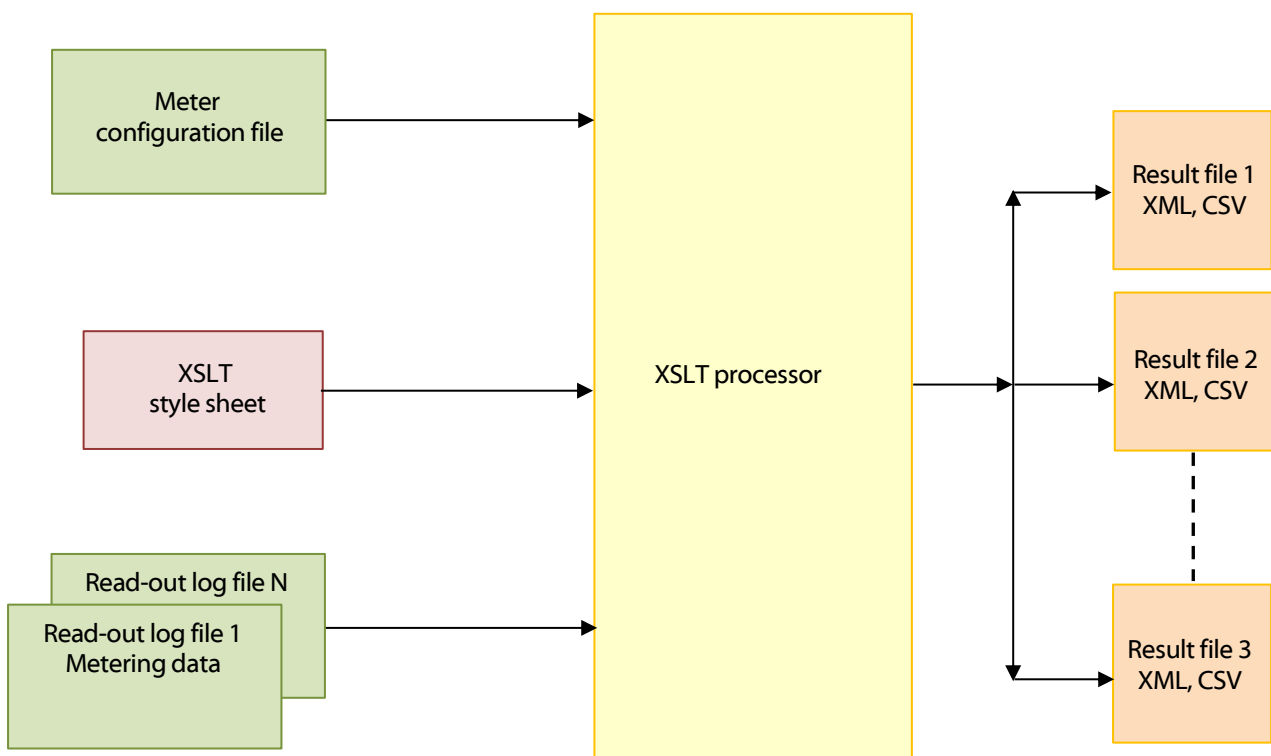 Meter
configuration file
XSLT
style sheet
Read-out log file N
Read-out log file 1
Metering data
XSLT processor
Result file 1
XML, CSV
Result file 2
XML, CSV
Result file 3
XML, CSV